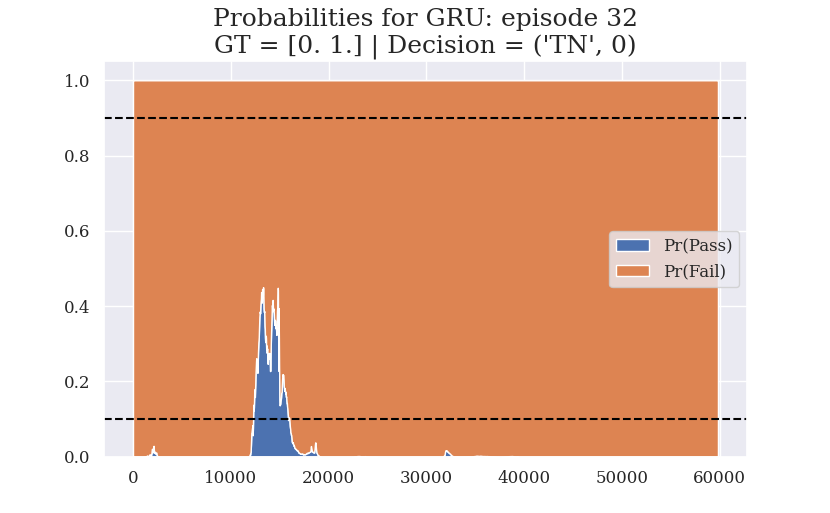 Probabilities for GRU: episode 32
GT = [0. 1.] | Decision = ('TN', 0)
1.0
0.8
0.6
0.4
0.2
0.0
Pr(Pass)
Pr(Fail)
0 10000 20000 30000 40000 50000 60000